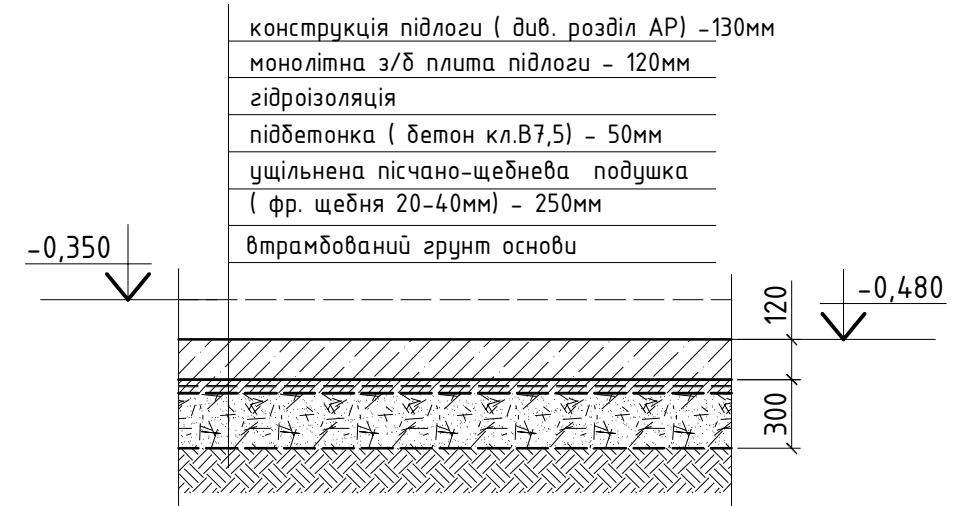 конструкція підлоги ( див. розділ АР) -130мм
монолітна з/б плита підлоги - 120мм
гідроізоляція
підбетонка ( бетон кл.В7,5) - 50мм
ущільнена пісчано-щебнева подушка
( фр. щебня 20-40мм) - 250мм
втрамбований грунт основи
-0,350
-0,480
120
300